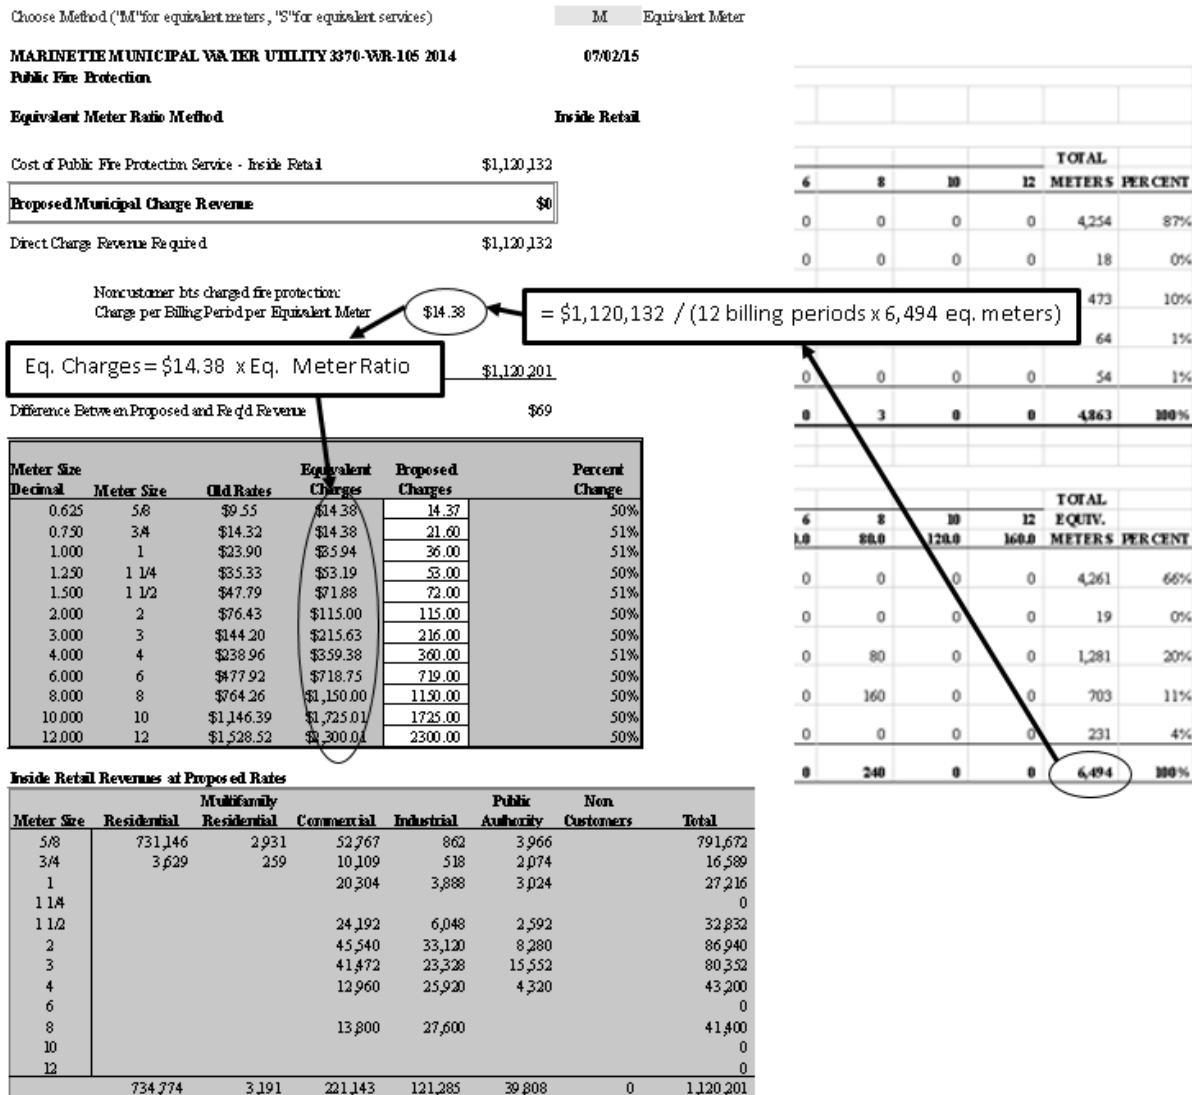 Choose Method ("M"for equivalent meters, "S"for equivalent services) M Equivalent Meter
MARINETTE MUNICIPAL WATER UTILITY 3370-WR-105 2014 07/02/15
Public Fire Protection
Equivalent Meter Ratio Method Inside Retail
Cost of Public Fire Protection Service - Inside Retail $1,120,132
Proposed Municipal Charge Revenue $0
Direct Charge Revenue Required $1,120,132
Noncustomer lots charged fire protection:
Charge per Billing Period per Equivalent Meter $14.38
= $1,120,132 / (12 billing periods x 6,494 eq. meters)
Eq. Charges= $14.38 x Eq. Meter Ratio
$1,120,201
Difference Between Proposed and Req'd Revenue $69
Meter Size Equivalent Proposed Percent
Decimal Meter Size Old Rates Charges Charges Change
0.625 5/8 $9.55 $14.38 14.37 50%
0.750 3/4 $14.32 $14.38 21.60 51%
1.000 1 $23.90 $35.94 36.00 51%
1.250 1 1/4 $35.33 $53.19 53.00 50%
1.500 1 1/2 $47.79 $71.88 72.00 51%
2.000 2 $76.43 $115.00 115.00 50%
3.000 3 $144.20 $215.63 216.00 50%
4.000 4 $238.96 $359.38 360.00 51%
6.000 6 $477.92 $718.75 719.00 50%
8.000 8 $764.26 $1,150.00 1150.00 50%
10.000 10 $1,146.39 $1,725.01 1725.00 50%
12.000 12 $1,528.52 $2,300.01 2300.00 50%
Inside Retail Revenues at Proposed Rates
Multifamily Public Non
Meter Size Residential Residential Commercial Industrial Authority Customers Total
5/8 731,146 2,931 52,767 862 3,966 791,672
3/4 3,629 259 10,109 518 2,074 16,589
1 20,304 3,888 3,024 27,216
1 1/4 0
1 1/2 24,192 6,048 2,592 32,832
2 45,540 33,120 8,280 86,940
3 41,472 23,328 15,552 80,352
4 12,960 25,920 4,320 43,200
6 0
8 13,800 27,600 41,400
10 0
12 0
734,774 3,191 221,143 121,285 39,808 0 1,120,201
TOTAL
6 8 10 12 METERS PERCENT
0 0 0 0 4,254 87%
0 0 0 0 18 0%
473 10%
64 1%
0 0 0 0 54 1%
0 3 0 0 4,863 100%
TOTAL
6 8 10 12 EQUIV.
80.0 120.0 160.0 METERS PERCENT
0 0 0 0 4,261 66%
0 0 0 0 19 0%
0 80 0 0 1,281 20%
0 160 0 0 703 11%
0 0 0 0 231 4%
0 240 0 0 6,494 100%